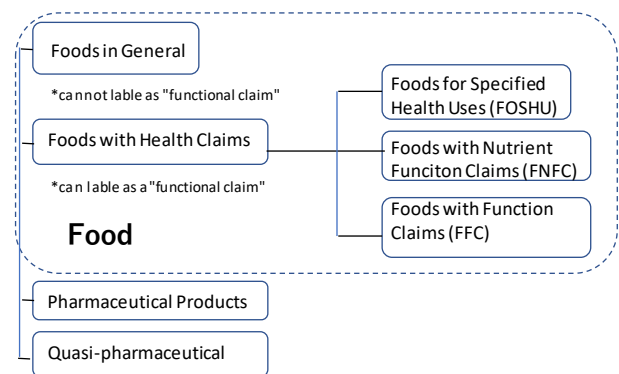 Foods in General
*cannot lable as "functional claim"
Foods with Health Claims
*can lable as a "functional claim"
Food
Foods for Specified
Health Uses (FOSHU)
Foods with Nutrient
Funciton Claims (FNFC)
Foods with Function
Claims (FFC)
Pharmaceutical Products
Quasi-pharmaceutical